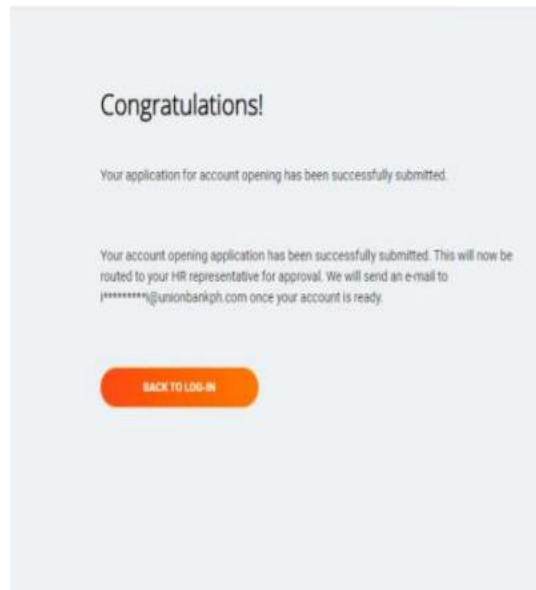 Congratulations!
Your application for account opening has been successfully submitted.
Your account opening application has been successfully submitted. This will now be
routed to your HR representative for approval. We will send an e-mail to
@unionbankph.com once your account is ready.
BACK TO LOG-IN